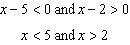 x − 5 < 0 and x − 2 > 0
x < 5 and x > 2